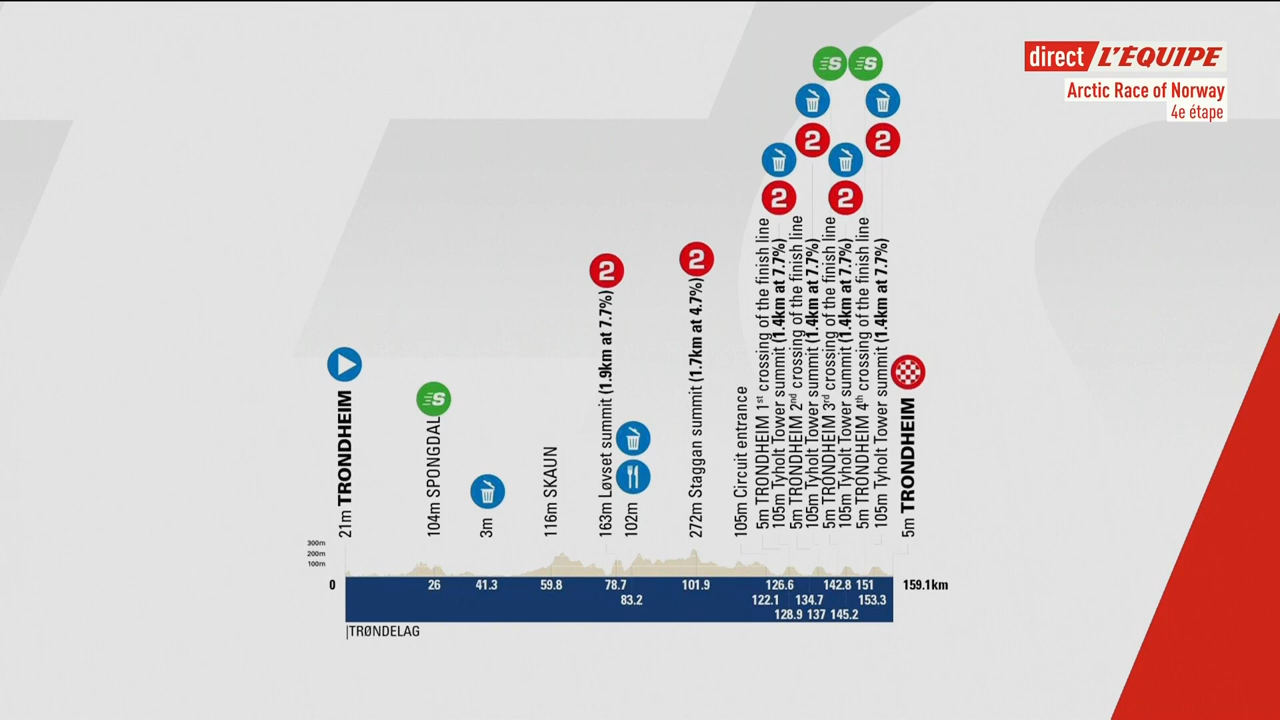 direct L'ÉQUIPE
Arctic Race of Norway
4e étape
21m TRONDHEIM
S
104m SPONGDAL
3m
116m SKAUN
2
163m Løvset summit (1.9km at 7.7%)
102m
2
272m Staggan summit (1.7km at 4.7%)
105m Circuit entrance
5m TRONDHEIM 1st crossing of the finish line
2
105m Tyholt Tower summit (1.4km at 7.7%)
5m TRONDHEIM 2nd crossing of the finish line
2
105m Tyholt Tower summit (1.4km at 7.7%)
S
5m TRONDHEIM 3rd crossing of the finish line
2
105m Tyholt Tower summit (1.4km at 7.7%)
S
5m TRONDHEIM 4th crossing of the finish line
2
105m Tyholt Tower summit (1.4km at 7.7%)
5m TRONDHEIM
300m
200m
100m
0 26 41.3 59.8 78.7 101.9 126.6 142.8 151 159.1km
83.2 122.1 134.7 153.3
128.9 137 145.2
TRØNDELAG